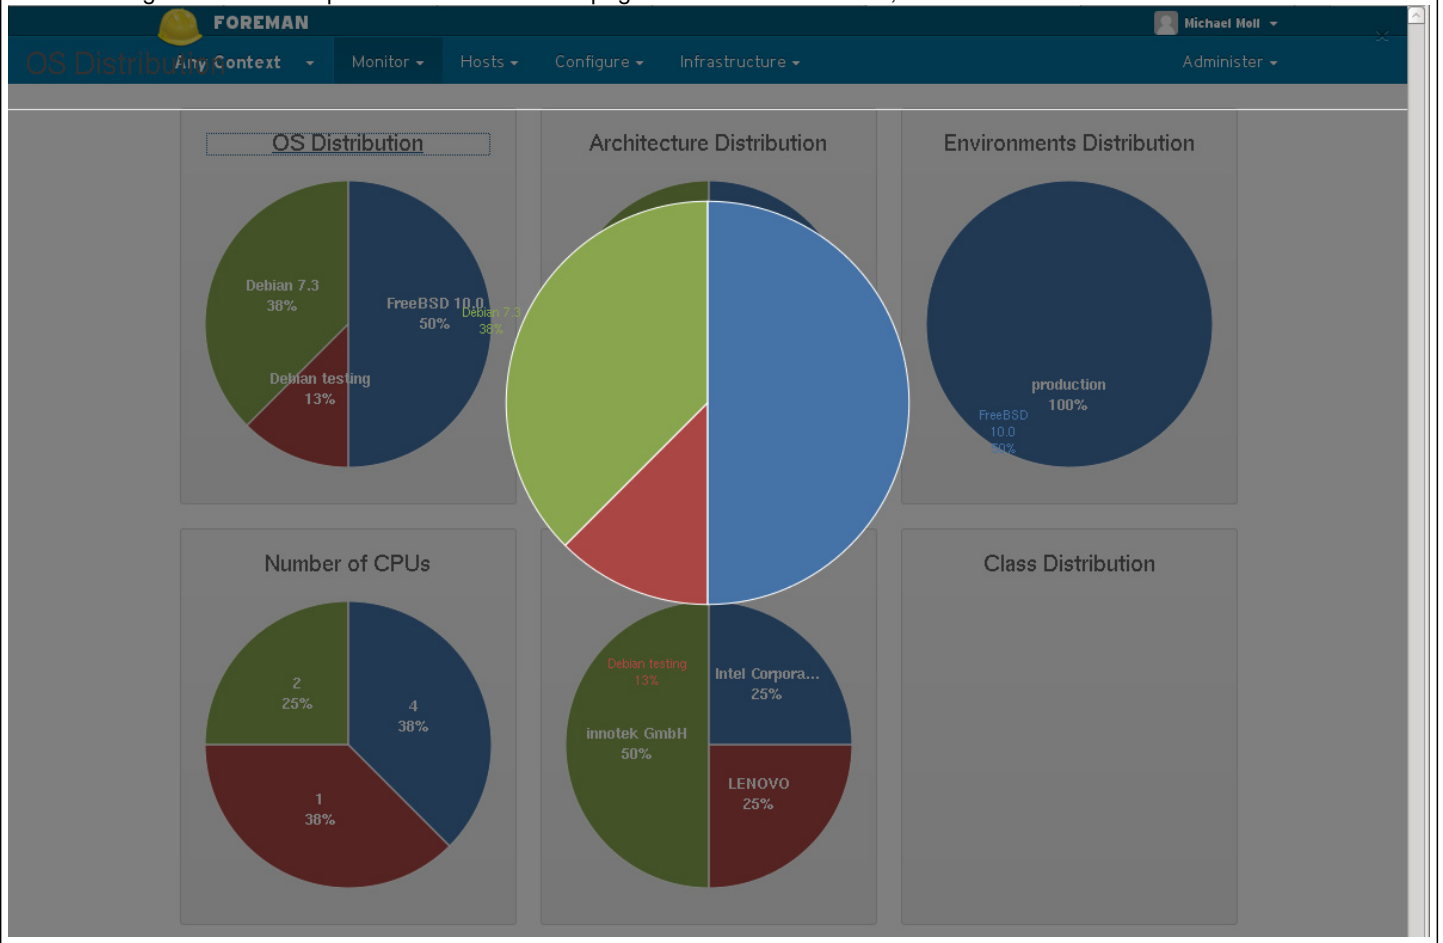 FOREMAN
Michael Moll
OS Distribution
Any Context
Monitor
Hosts
Configure
Infrastructure
Administer
OS Distribution
Architecture Distribution
Environments Distribution
Debian 7.3
38%
FreeBSD 10.0
50%
Debian 7.3
38%
Debian testing
13%
production
100%
FreeBSD
10.0
50%
Number of CPUs
Class Distribution
2
25%
4
38%
1
38%
Debian testing
13%
Intel Corpora...
25%
innotek GmbH
50%
LENOVO
25%